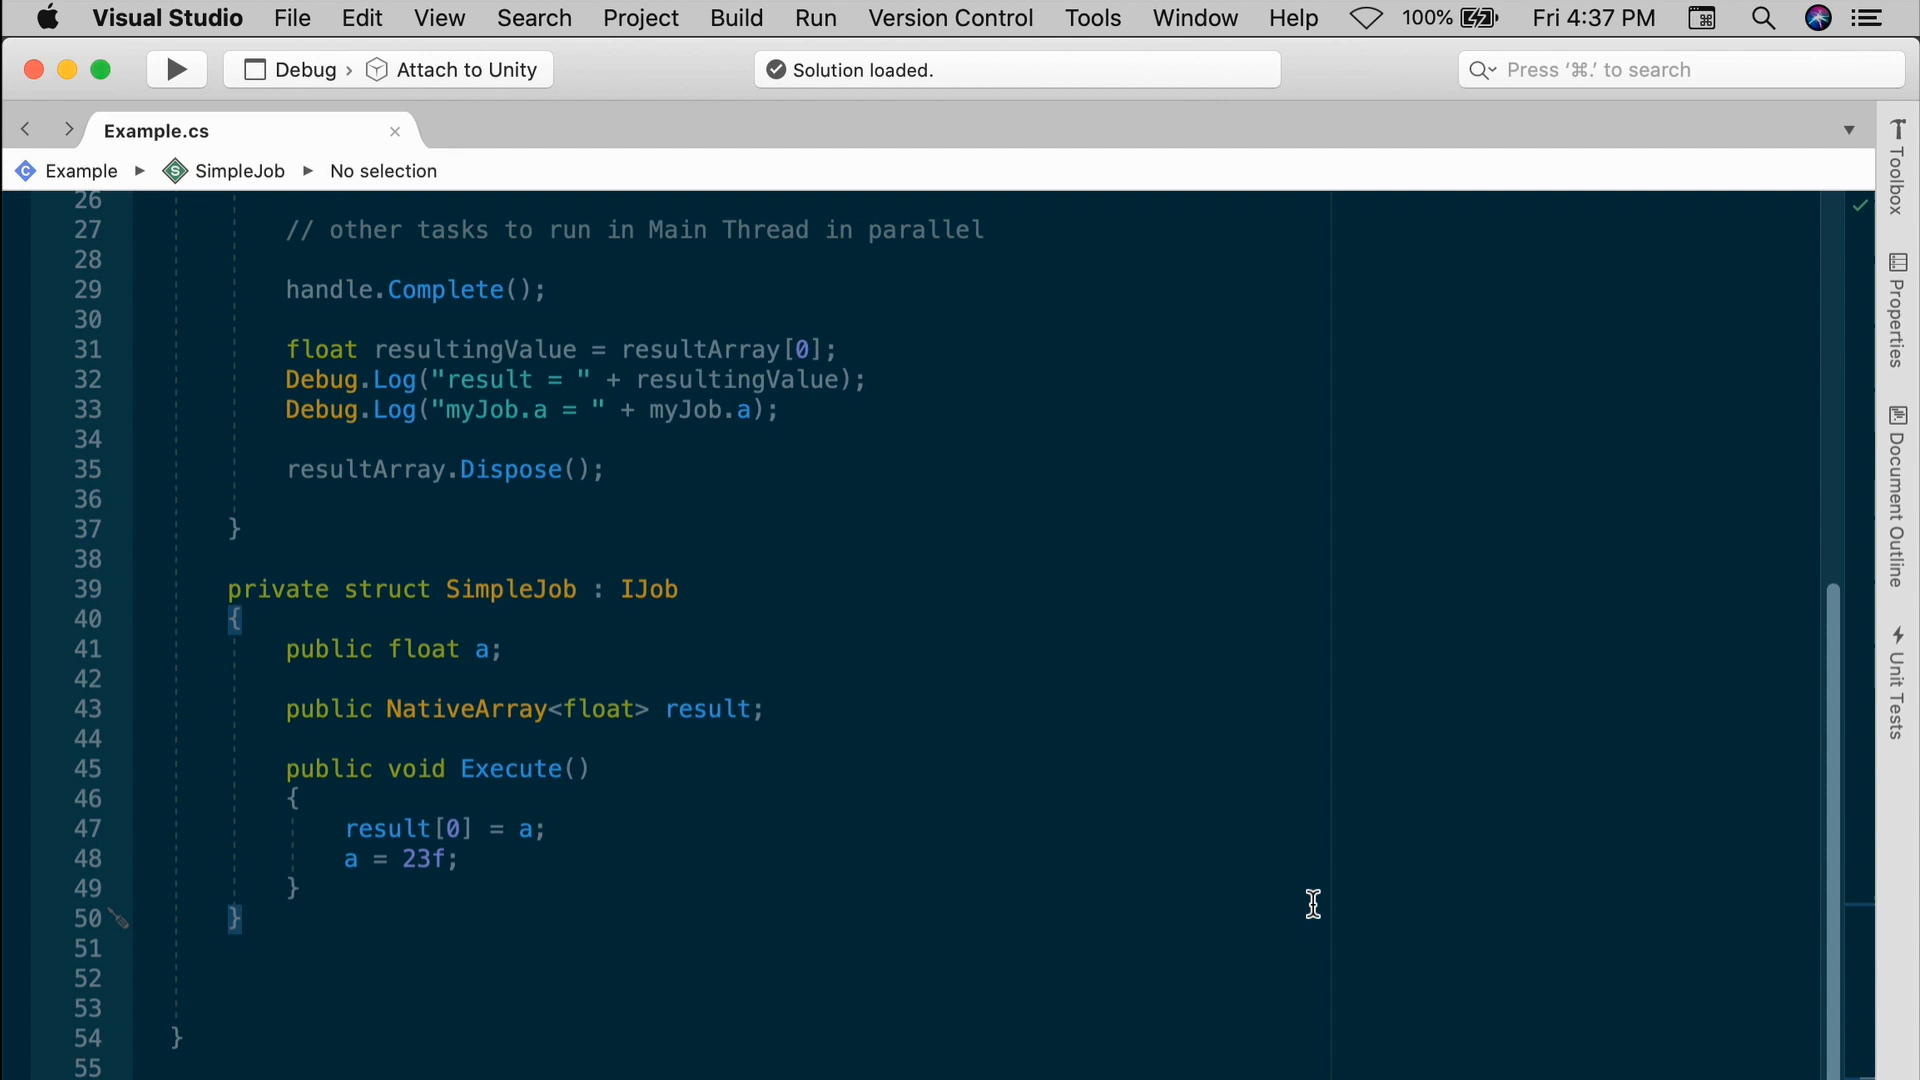 Visual Studio File Edit View Search Project Build Run Version Control Tools Window Help 100% Fri 4:37 PM
Debug › Attach to Unity
Solution loaded.
Press ‘⌘.’ to search
Example.cs
Example ▸ SimpleJob ▸ No selection
26
27 // other tasks to run in Main Thread in parallel
28
29 handle.Complete();
30
31 float resultingValue = resultArray[0];
32 Debug.Log("result = " + resultingValue);
33 Debug.Log("myJob.a = " + myJob.a);
34
35 resultArray.Dispose();
36
37 }
38
39 private struct SimpleJob : IJob
40 {
41 public float a;
42
43 public NativeArray<float> result;
44
45 public void Execute()
46 {
47 result[0] = a;
48 a = 23f;
49 }
50 }
51
52
53
54 }
55
Toolbox
Properties
Document Outline
Unit Tests